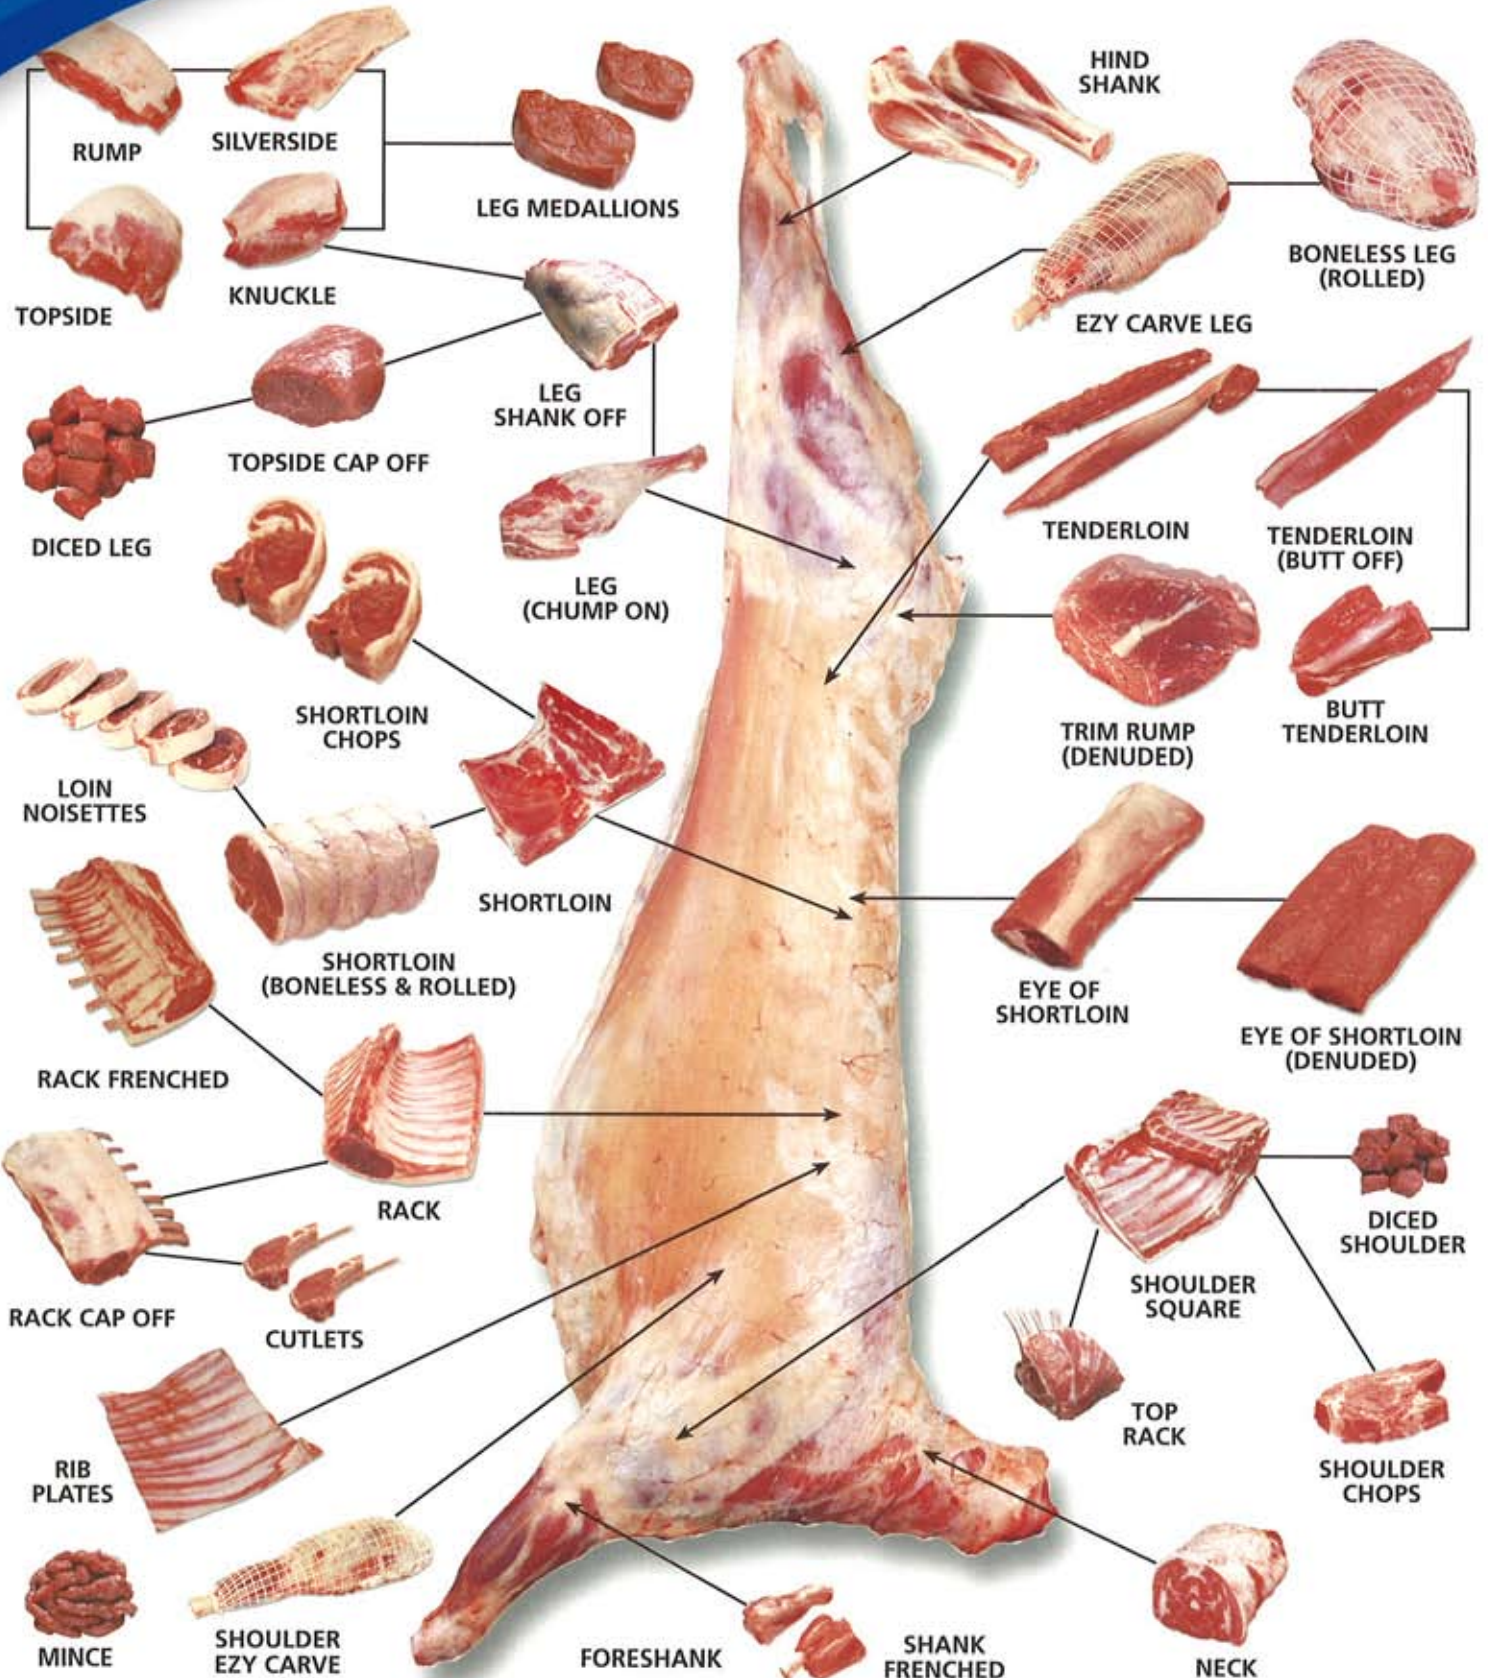 HIND
SHANK
RUMP
SILVERSIDE
LEG MEDALLIONS
BONELESS LEG
(ROLLED)
TOPSIDE
KNUCKLE
EZY CARVE LEG
LEG
SHANK OFF
TOPSIDE CAP OFF
DICED LEG
TENDERLOIN
TENDERLOIN
(BUTT OFF)
LEG
(CHUMP ON)
SHORTLOIN
CHOPS
TRIM RUMP
(DENUDED)
BUTT
TENDERLOIN
LOIN
NOISETTES
SHORTLOIN
SHORTLOIN
(BONELESS & ROLLED)
EYE OF
SHORTLOIN
EYE OF SHORTLOIN
(DENUDED)
RACK FRENCHED
RACK
DICED
SHOULDER
SHOULDER
SQUARE
RACK CAP OFF
CUTLETS
TOP
RACK
RIB
PLATES
SHOULDER
CHOPS
MINCE
SHOULDER
EZY CARVE
FORESHANK
SHANK
FRENCHED
NECK